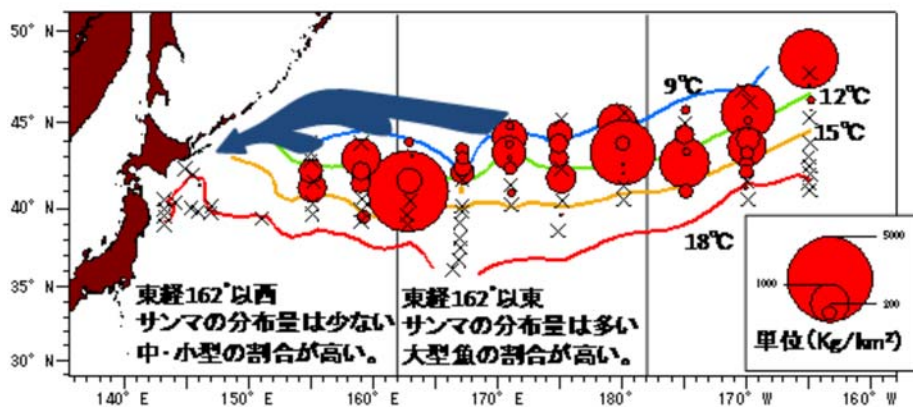 50° N
45° N
40° N
35° N
30° N
140° E
150° E
160° E
170° E
180°
170° W
160° W
9℃
12℃
15℃
18℃
東経162°以西
サンマの分布量は少ない
中・小型の割合が高い。
東経162°以東
サンマの分布量は多い
大型魚の割合が高い。
5000
1000
200
単位(Kg/km²)